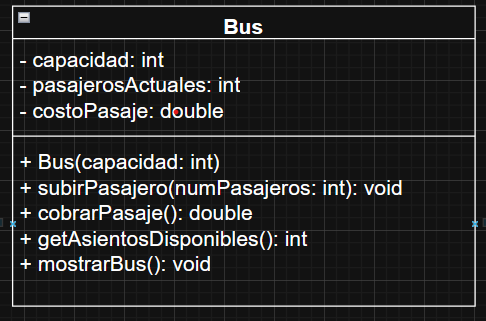 Bus
- capacidad: int
- pasajerosActuales: int
- costoPasaje: double
+ Bus(capacidad: int)
+ subirPasajero(numPasajeros: int): void
+ cobrarPasaje(): double
+ getAsientosDisponibles(): int
+ mostrarBus(): void